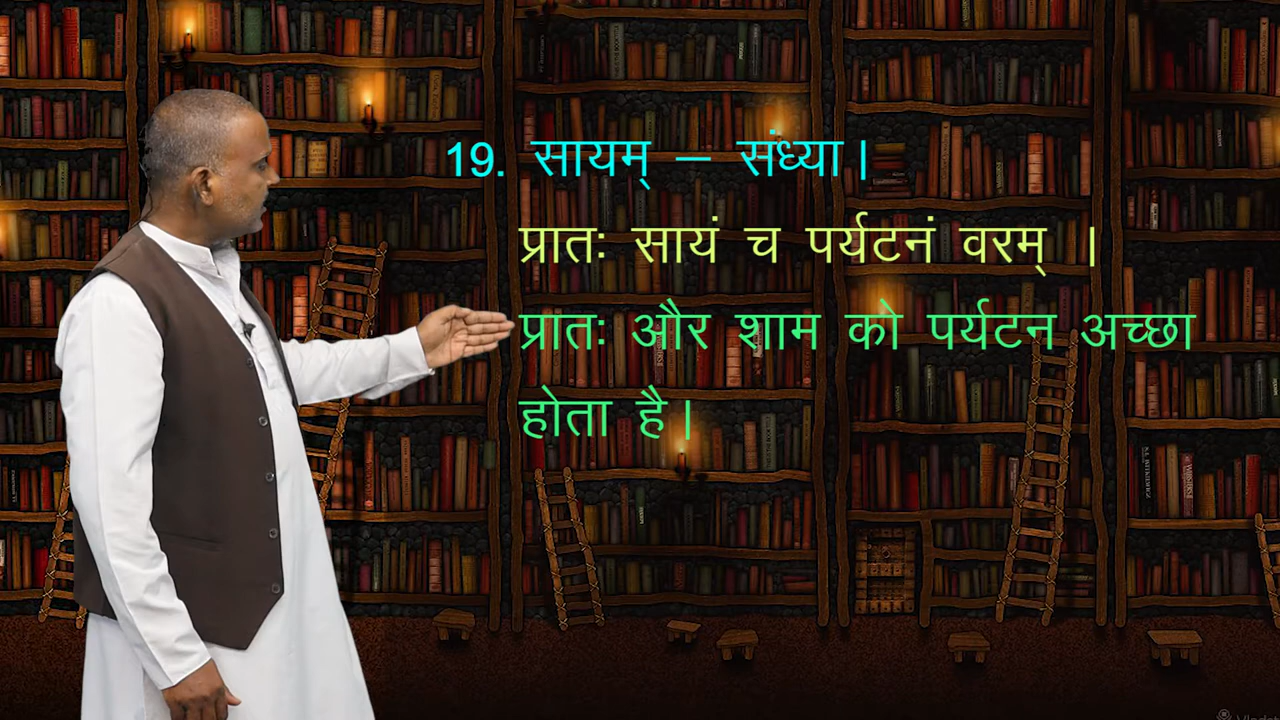 19. सायम् – संध्या।
प्रातः सायं च पर्यटनं वरम् ।
प्रातः और शाम को पर्यटन अच्छा
होता है।